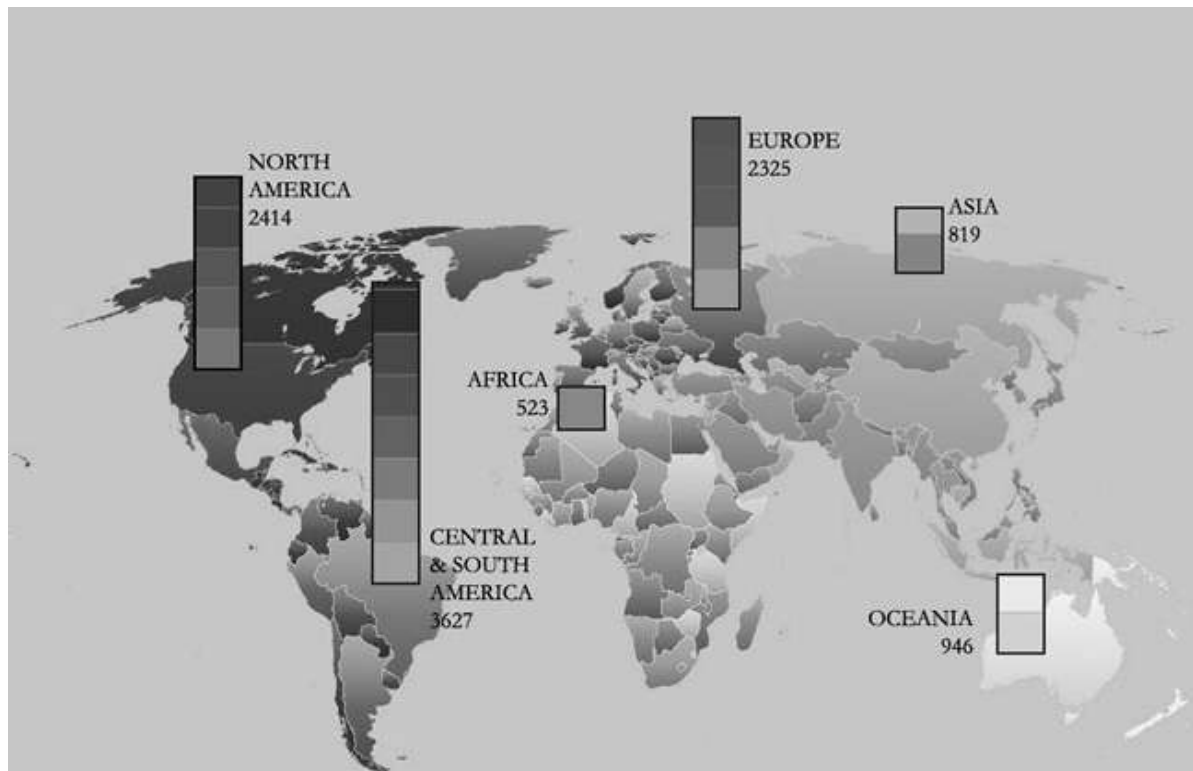 NORTH
AMERICA
2414
EUROPE
2325
ASIA
819
AFRICA
523
CENTRAL
& SOUTH
AMERICA
3627
OCEANIA
946